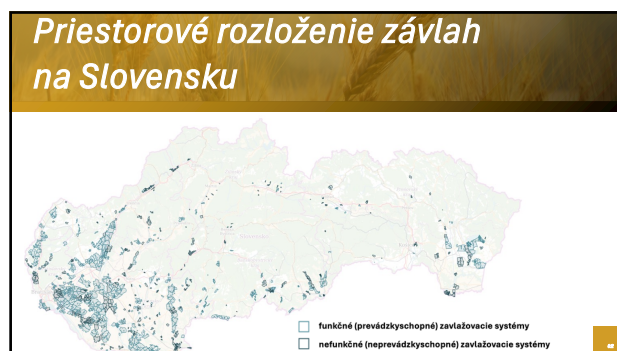 Priestorové rozloženie závlah
na Slovensku
funkčné (prevádzkyschopné) zavlažovacie systémy
nefunkčné (neprevádzkyschopné) zavlažovacie systémy